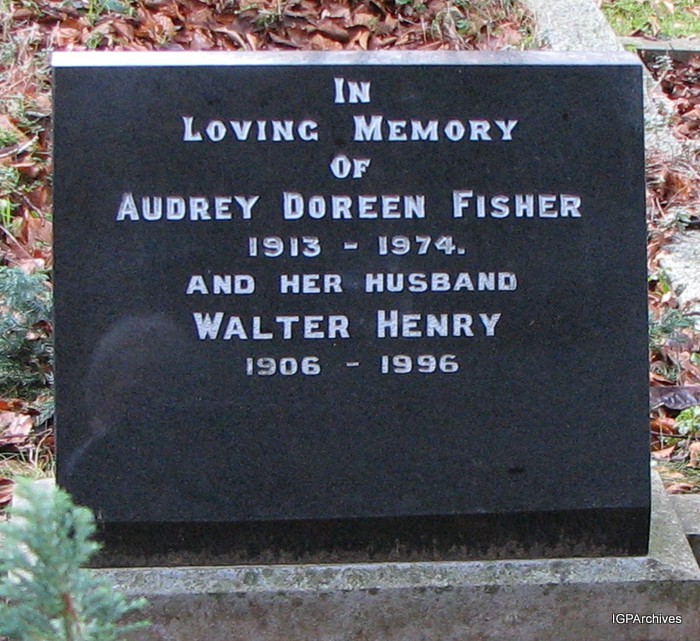 In
Loving Memory
Of
Audrey Doreen Fisher
1913 - 1974.
AND HER HUSBAND
Walter Henry
1906 - 1996
IGPArchives